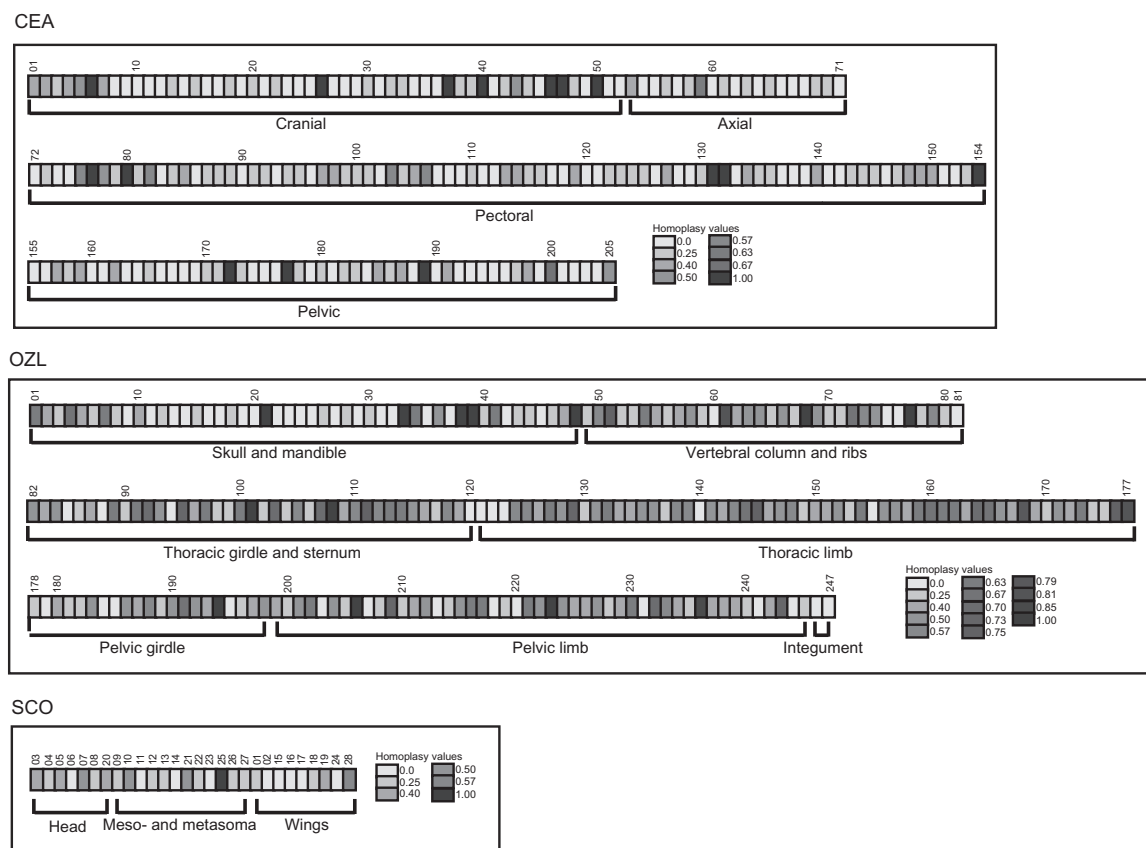 CEA
01 10 20 30 40 50 60 71
Cranial Axial
72 80 90 100 110 120 130 140 150 154
Pectoral
Homoplasy values
0.0 0.57
0.25 0.63
0.40 0.67
0.50 1.00
155 160 170 180 190 200 205
Pelvic
OZL
01 10 20 30 40 50 60 70 80 81
Skull and mandible Vertebral column and ribs
82 90 100 110 120 130 140 150 160 170 177
Thoracic girdle and sternum Thoracic limb
Homoplasy values
0.0 0.63 0.79
0.25 0.67 0.81
0.40 0.70 0.85
0.50 0.73 1.00
0.57 0.75
178 180 190 200 210 220 230 240 247
Pelvic girdle Pelvic limb Integument
SCO
03 04 05 06 07 08 20 09 10 11 12 13 14 21 22 23 25 26 27 01 02 15 16 17 18 19 24 28
Head Meso- and metasoma Wings
Homoplasy values
0.0 0.50
0.25 0.57
0.40 1.00